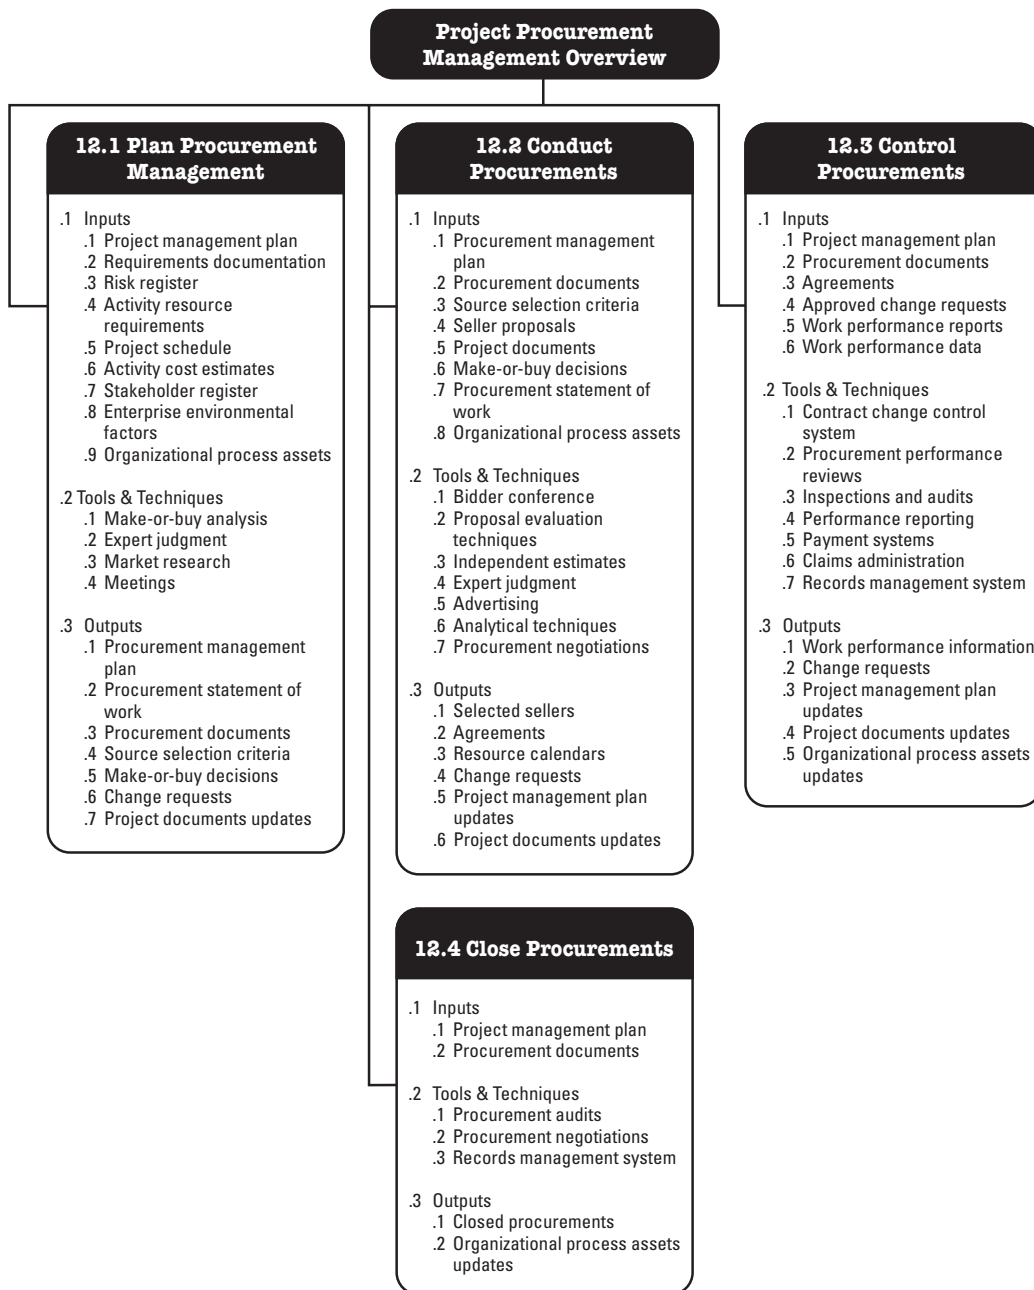 Project Procurement
Management Overview
12.1 Plan Procurement
Management
.1 Inputs
.1 Project management plan
.2 Requirements documentation
.3 Risk register
.4 Activity resource
requirements
.5 Project schedule
.6 Activity cost estimates
.7 Stakeholder register
.8 Enterprise environmental
factors
.9 Organizational process assets
.2 Tools & Techniques
.1 Make-or-buy analysis
.2 Expert judgment
.3 Market research
.4 Meetings
.3 Outputs
.1 Procurement management
plan
.2 Procurement statement of
work
.3 Procurement documents
.4 Source selection criteria
.5 Make-or-buy decisions
.6 Change requests
.7 Project documents updates
12.2 Conduct
Procurements
.1 Inputs
.1 Procurement management
plan
.2 Procurement documents
.3 Source selection criteria
.4 Seller proposals
.5 Project documents
.6 Make-or-buy decisions
.7 Procurement statement of
work
.8 Organizational process assets
.2 Tools & Techniques
.1 Bidder conference
.2 Proposal evaluation
techniques
.3 Independent estimates
.4 Expert judgment
.5 Advertising
.6 Analytical techniques
.7 Procurement negotiations
.3 Outputs
.1 Selected sellers
.2 Agreements
.3 Resource calendars
.4 Change requests
.5 Project management plan
updates
.6 Project documents updates
12.3 Control
Procurements
.1 Inputs
.1 Project management plan
.2 Procurement documents
.3 Agreements
.4 Approved change requests
.5 Work performance reports
.6 Work performance data
.2 Tools & Techniques
.1 Contract change control
system
.2 Procurement performance
reviews
.3 Inspections and audits
.4 Performance reporting
.5 Payment systems
.6 Claims administration
.7 Records management system
.3 Outputs
.1 Work performance information
.2 Change requests
.3 Project management plan
updates
.4 Project documents updates
.5 Organizational process assets
updates
12.4 Close Procurements
.1 Inputs
.1 Project management plan
.2 Procurement documents
.2 Tools & Techniques
.1 Procurement audits
.2 Procurement negotiations
.3 Records management system
.3 Outputs
.1 Closed procurements
.2 Organizational process assets
updates